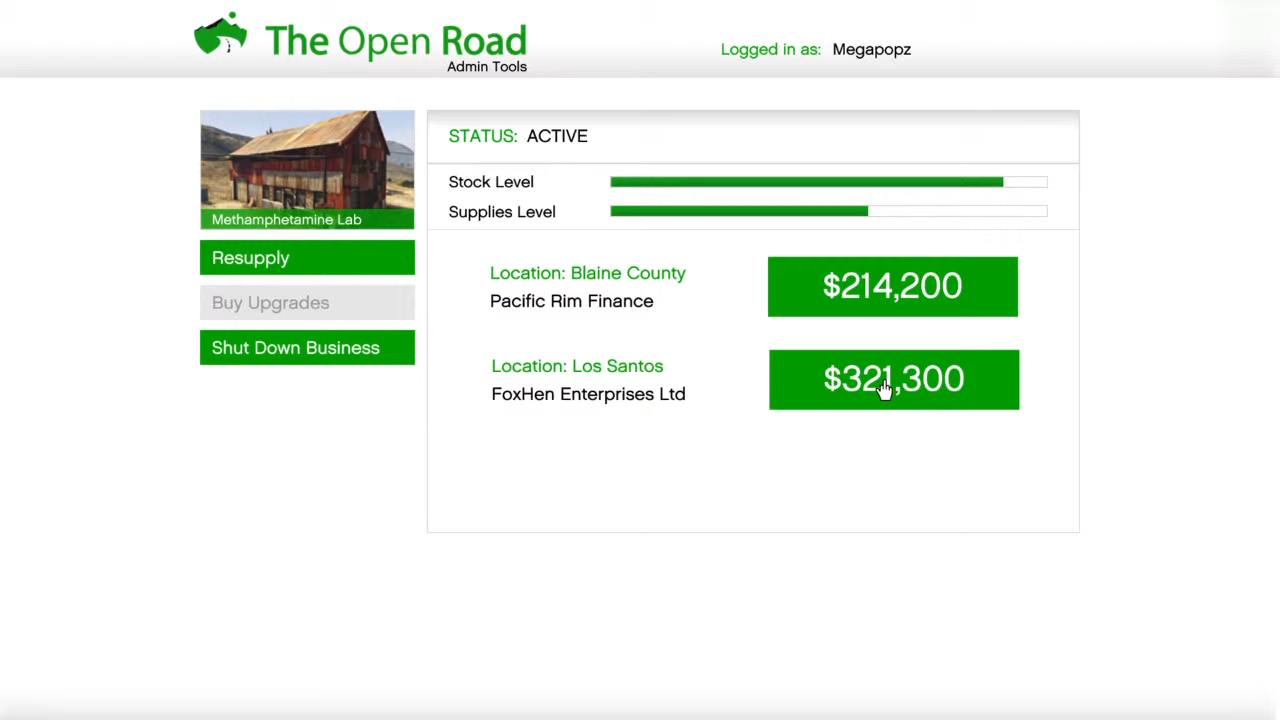 The Open Road
Admin Tools
Logged in as: Megapopz
Methamphetamine Lab
Resupply
Buy Upgrades
Shut Down Business
STATUS: ACTIVE
Stock Level
Supplies Level
Location: Blaine County
Pacific Rim Finance
$214,200
Location: Los Santos
FoxHen Enterprises Ltd
$321,300